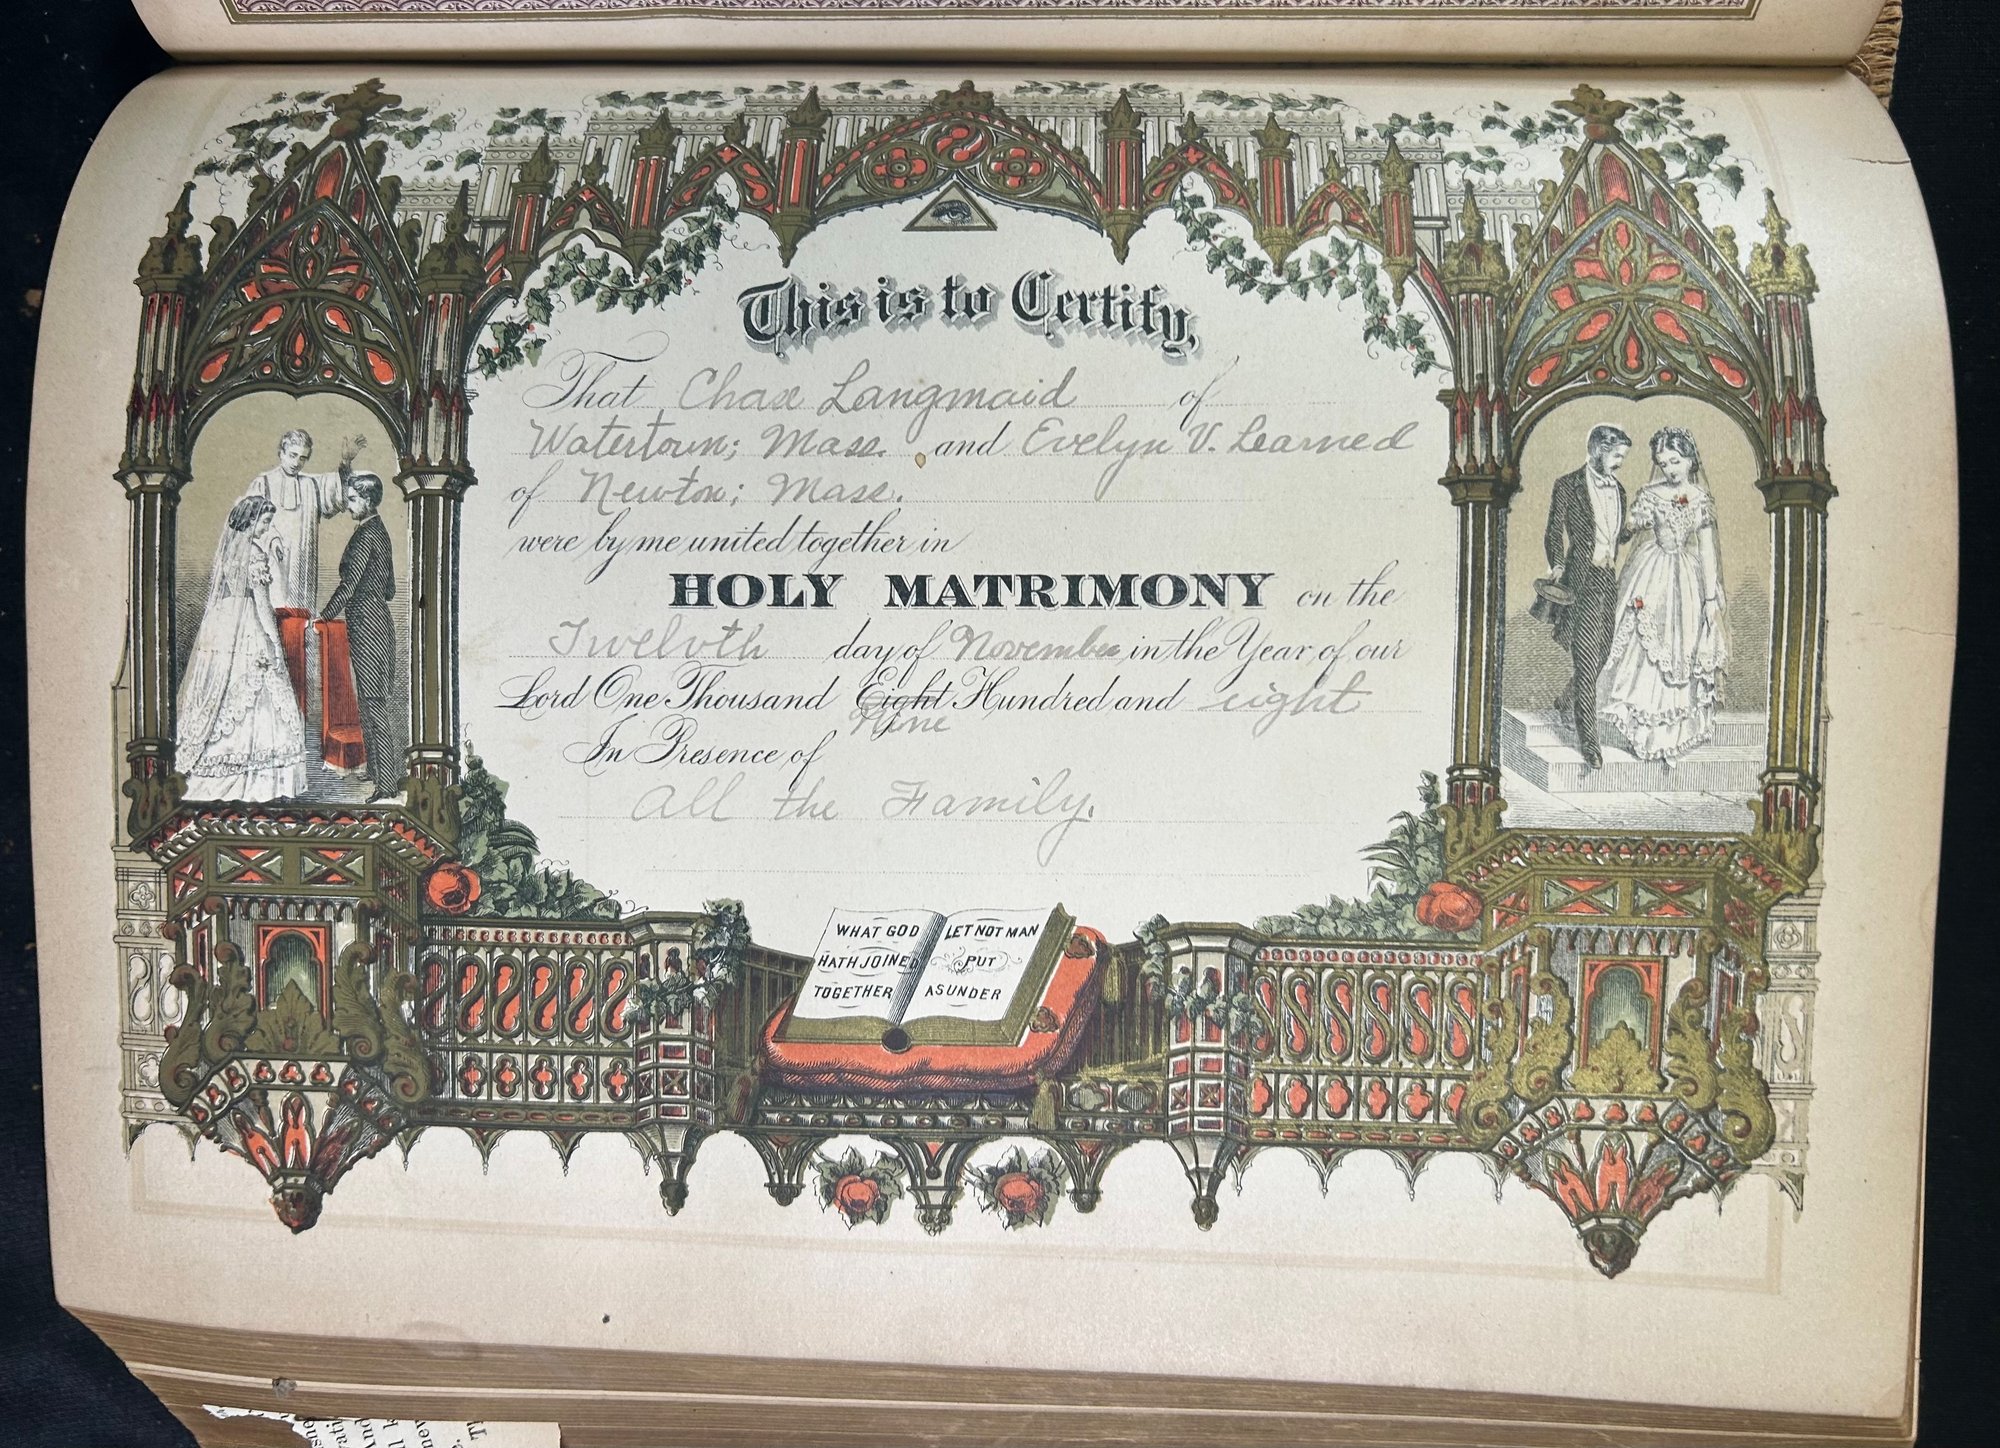 This is to Certify,
That Chase Langmaid of
Watertown; Mass. and Evelyn V. Learned
of Newton; Mass.
were by me united together in
HOLY MATRIMONY on the
Twelvth day of November in the Year of our
Lord One Thousand Eight Hundred and eight
Nine
In Presence of
All the Family.
WHAT GOD LET NOT MAN
HATH JOINED PUT
TOGETHER ASUNDER